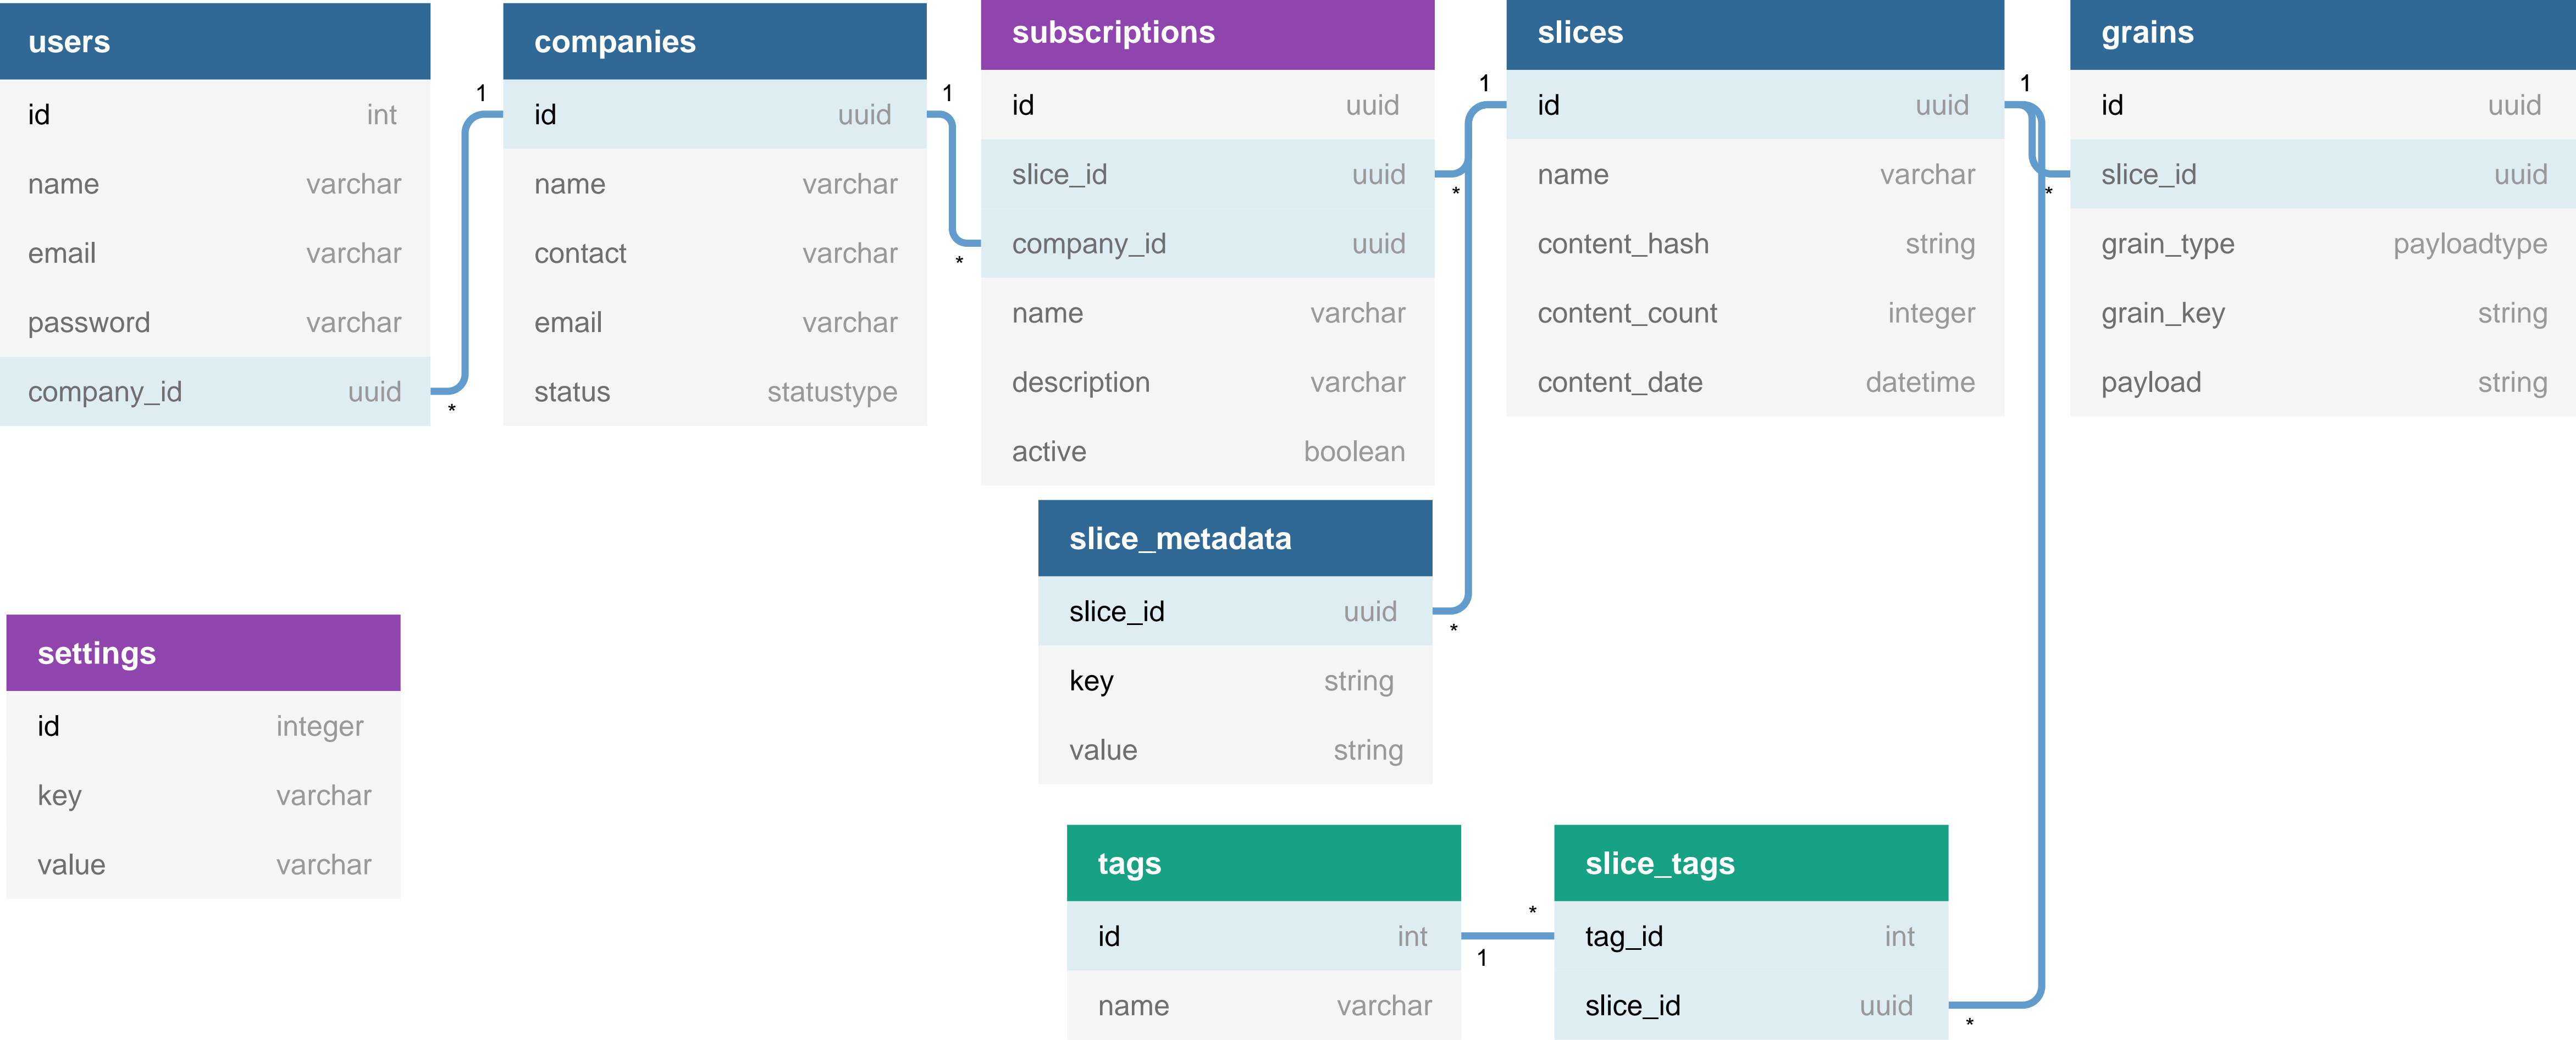 users
id int
name varchar
email varchar
password varchar
company_id uuid
1
*
companies
id uuid
name varchar
contact varchar
email varchar
status statustype
1
*
subscriptions
id uuid
slice_id uuid
company_id uuid
name varchar
description varchar
active boolean
1
*
slices
id uuid
name varchar
content_hash string
content_count integer
content_date datetime
1
*
grains
id uuid
slice_id uuid
grain_type payloadtype
grain_key string
payload string
slice_metadata
slice_id uuid
key string
value string
*
settings
id integer
key varchar
value varchar
tags
id int
name varchar
1
*
slice_tags
tag_id int
slice_id uuid
*